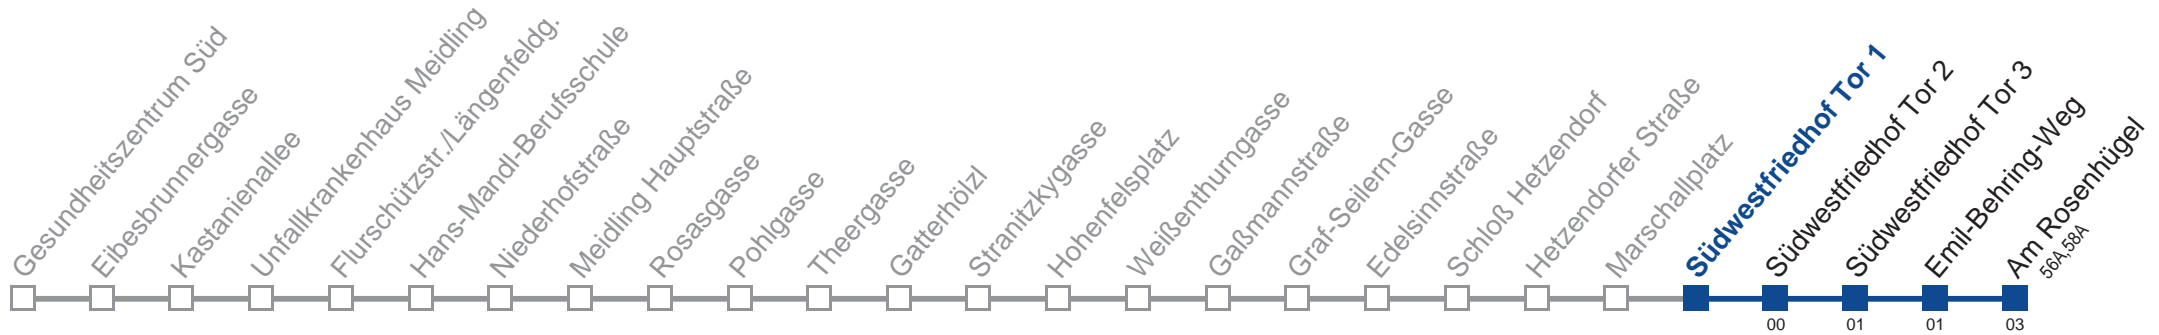 Gesundheitszentrum Süd
Eibesbrunnergasse
Kastanienallee
Unfallkrankenhaus Meidling
Flurschützstr./Längenfeldg.
Hans-Mandl-Berufsschule
Niederhofstraße
Meidling Hauptstraße
Rosasgasse
Pohlgasse
Theergasse
Gatterhölzl
Stranitzkygasse
Hohenfelsplatz
Weißenthurngasse
Gaßmannstraße
Graf-Seilern-Gasse
Edelsinnstraße
Schloß Hetzendorf
Hetzendorfer Straße
Marschallplatz
Südwestfriedhof Tor 1
Südwestfriedhof Tor 2
Südwestfriedhof Tor 3
Emil-Behring-Weg
Am Rosenhügel
56A,58A
00
01
01
03